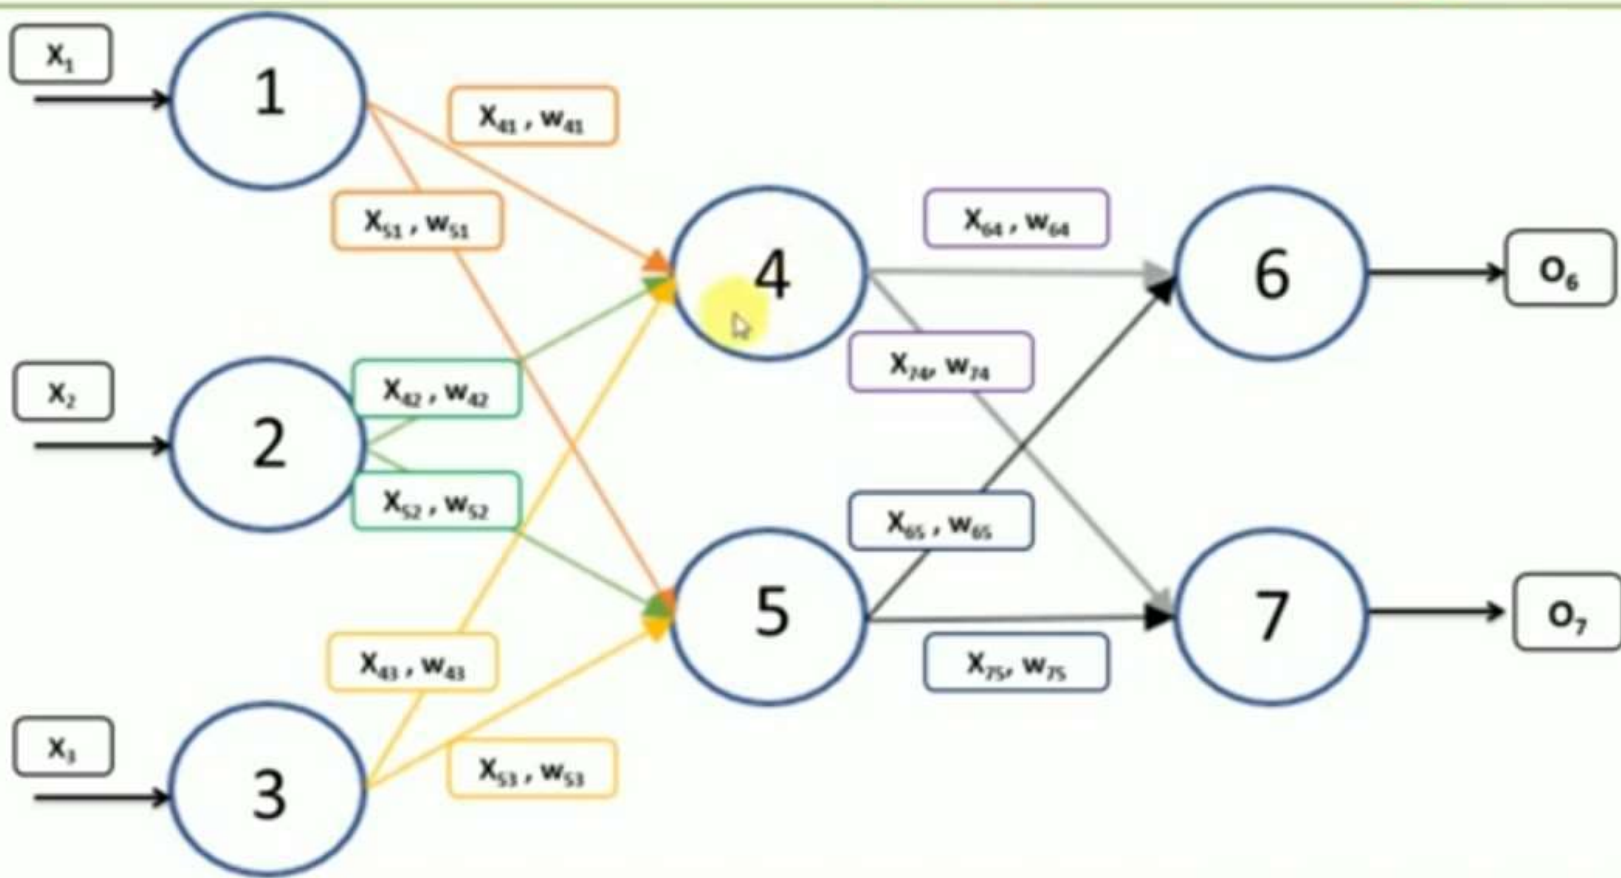 X₁
1
X₄₁ , w₄₁
X₅₁ , w₅₁
4
X₆₄ , w₆₄
6
O₆
X₇₄, w₇₄
X₂
2
X₄₂ , w₄₂
X₅₂ , w₅₂
X₆₅ , w₆₅
5
7
O₇
X₄₃ , w₄₃
X₇₅, w₇₅
X₃
3
X₅₃ , w₅₃